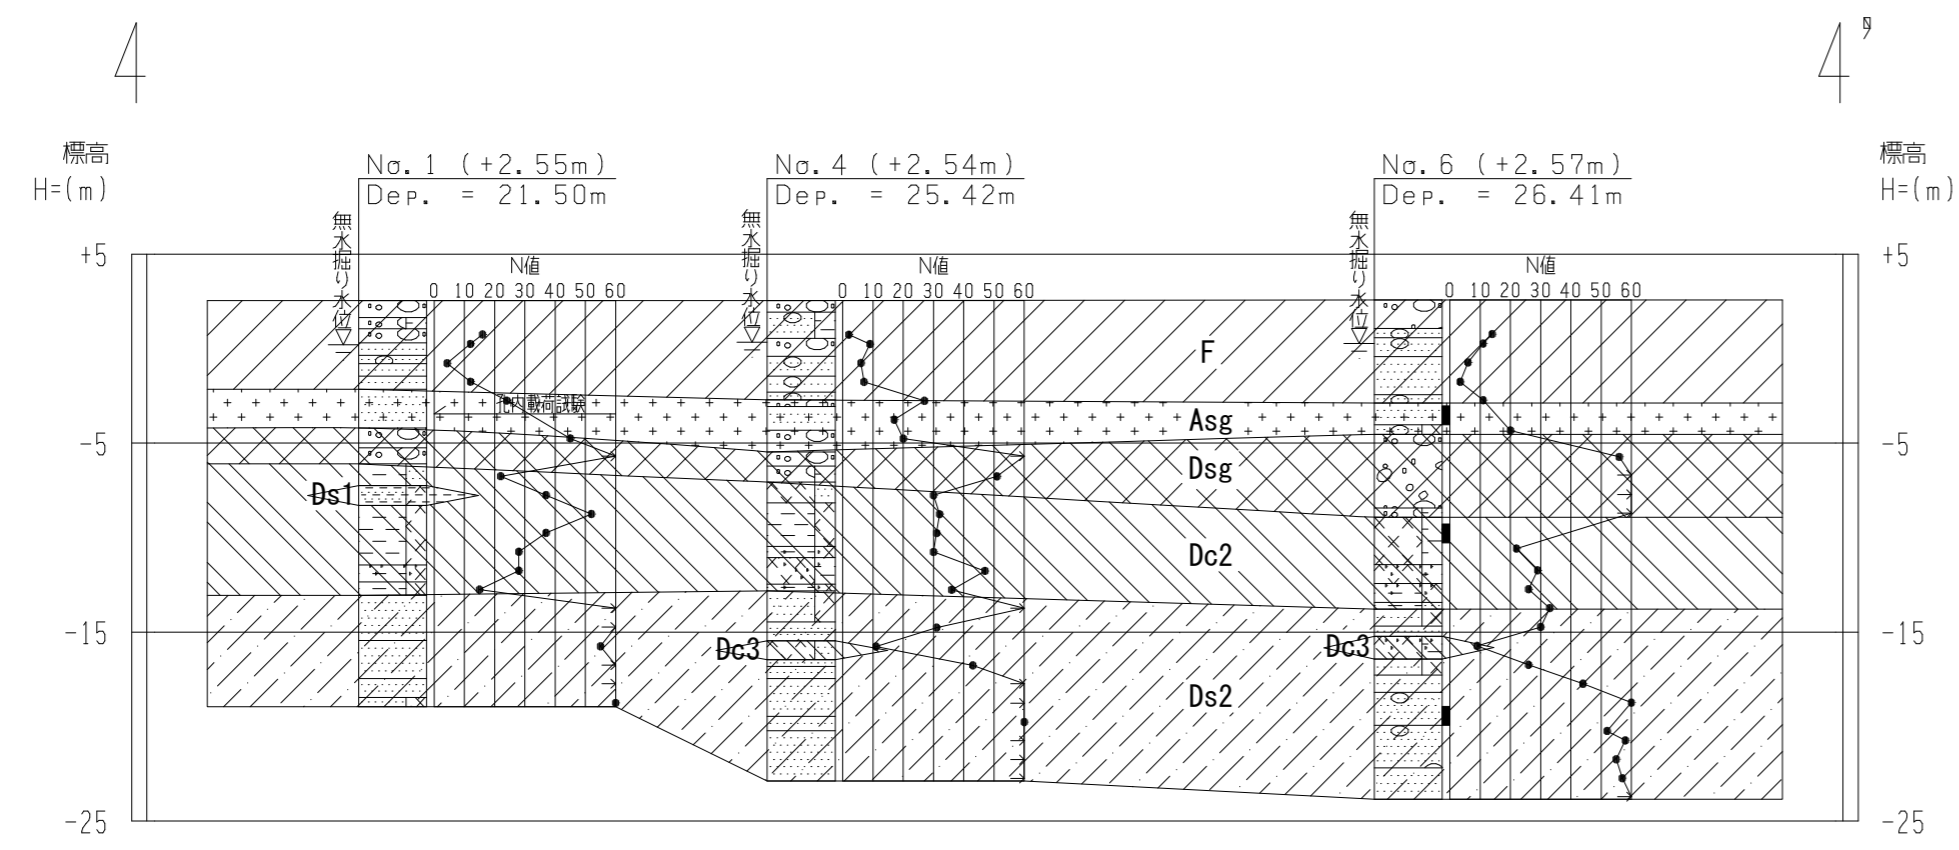 4
4'
標高
H=(m)
No.1 (+2.55m)
Dep. = 21.50m
No.4 (+2.54m)
Dep. = 25.42m
No.6 (+2.57m)
Dep. = 26.41m
標高
H=(m)
無水掘り水位
無水掘り水位
無水掘り水位
+5
+5
N値
N値
N値
0 10 20 30 40 50 60
0 10 20 30 40 50 60
0 10 20 30 40 50 60
F
孔内載荷試験
Asg
-5
-5
Dsg
Ds1
Dc2
-15
-15
Dc3
Dc3
Ds2
-25
-25